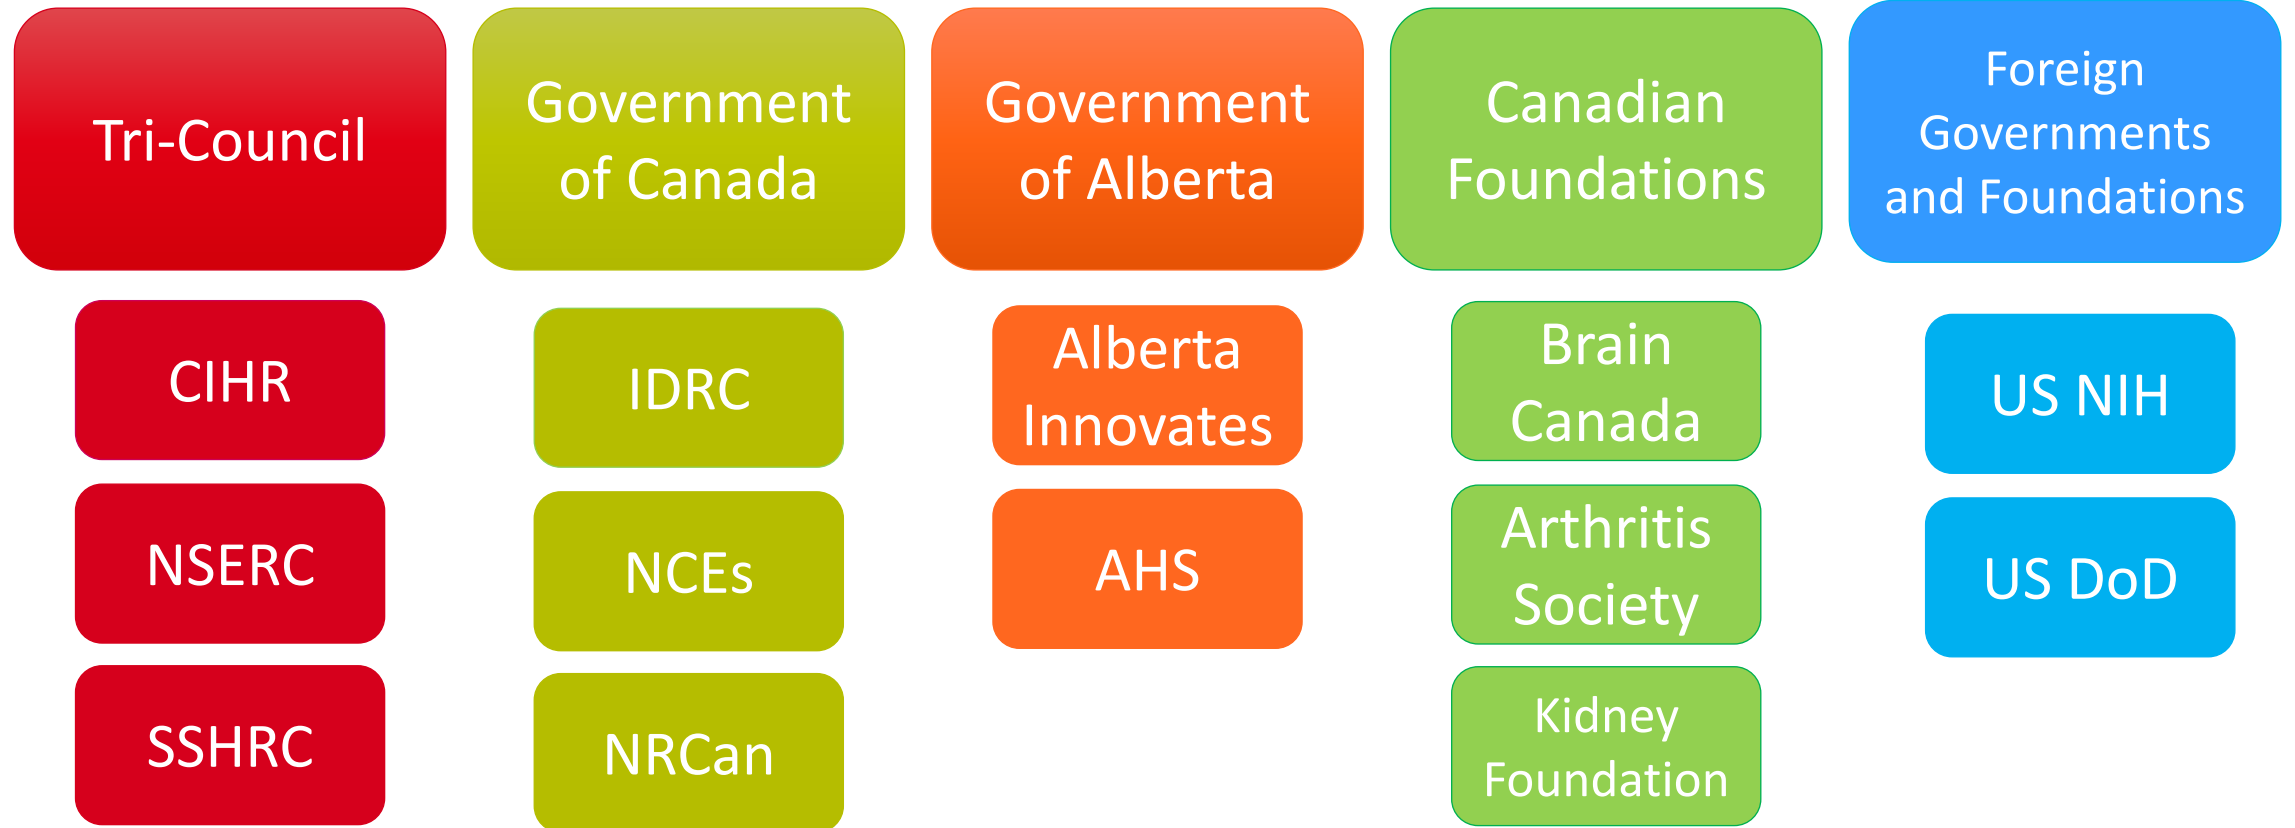 Tri-Council
Government
of Canada
Government
of Alberta
Canadian
Foundations
Foreign
Governments
and Foundations
CIHR
NSERC
SSHRC
IDRC
NCEs
NRCan
Alberta
Innovates
AHS
Brain
Canada
Arthritis
Society
Kidney
Foundation
US NIH
US DoD